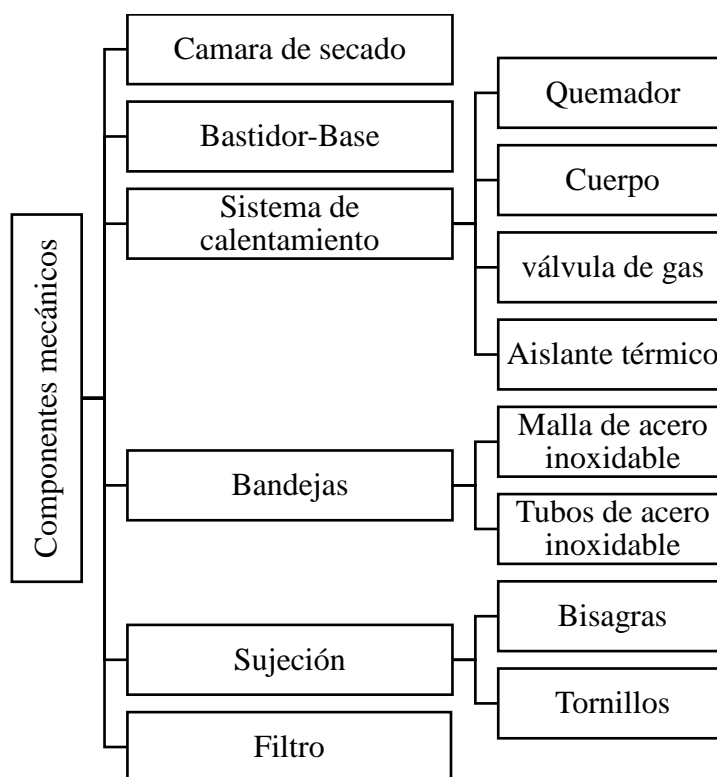 Componentes mecánicos
Camara de secado
Bastidor-Base
Sistema de
calentamiento
Quemador
Cuerpo
válvula de gas
Aislante térmico
Bandejas
Malla de acero
inoxidable
Tubos de acero
inoxidable
Sujeción
Bisagras
Tornillos
Filtro